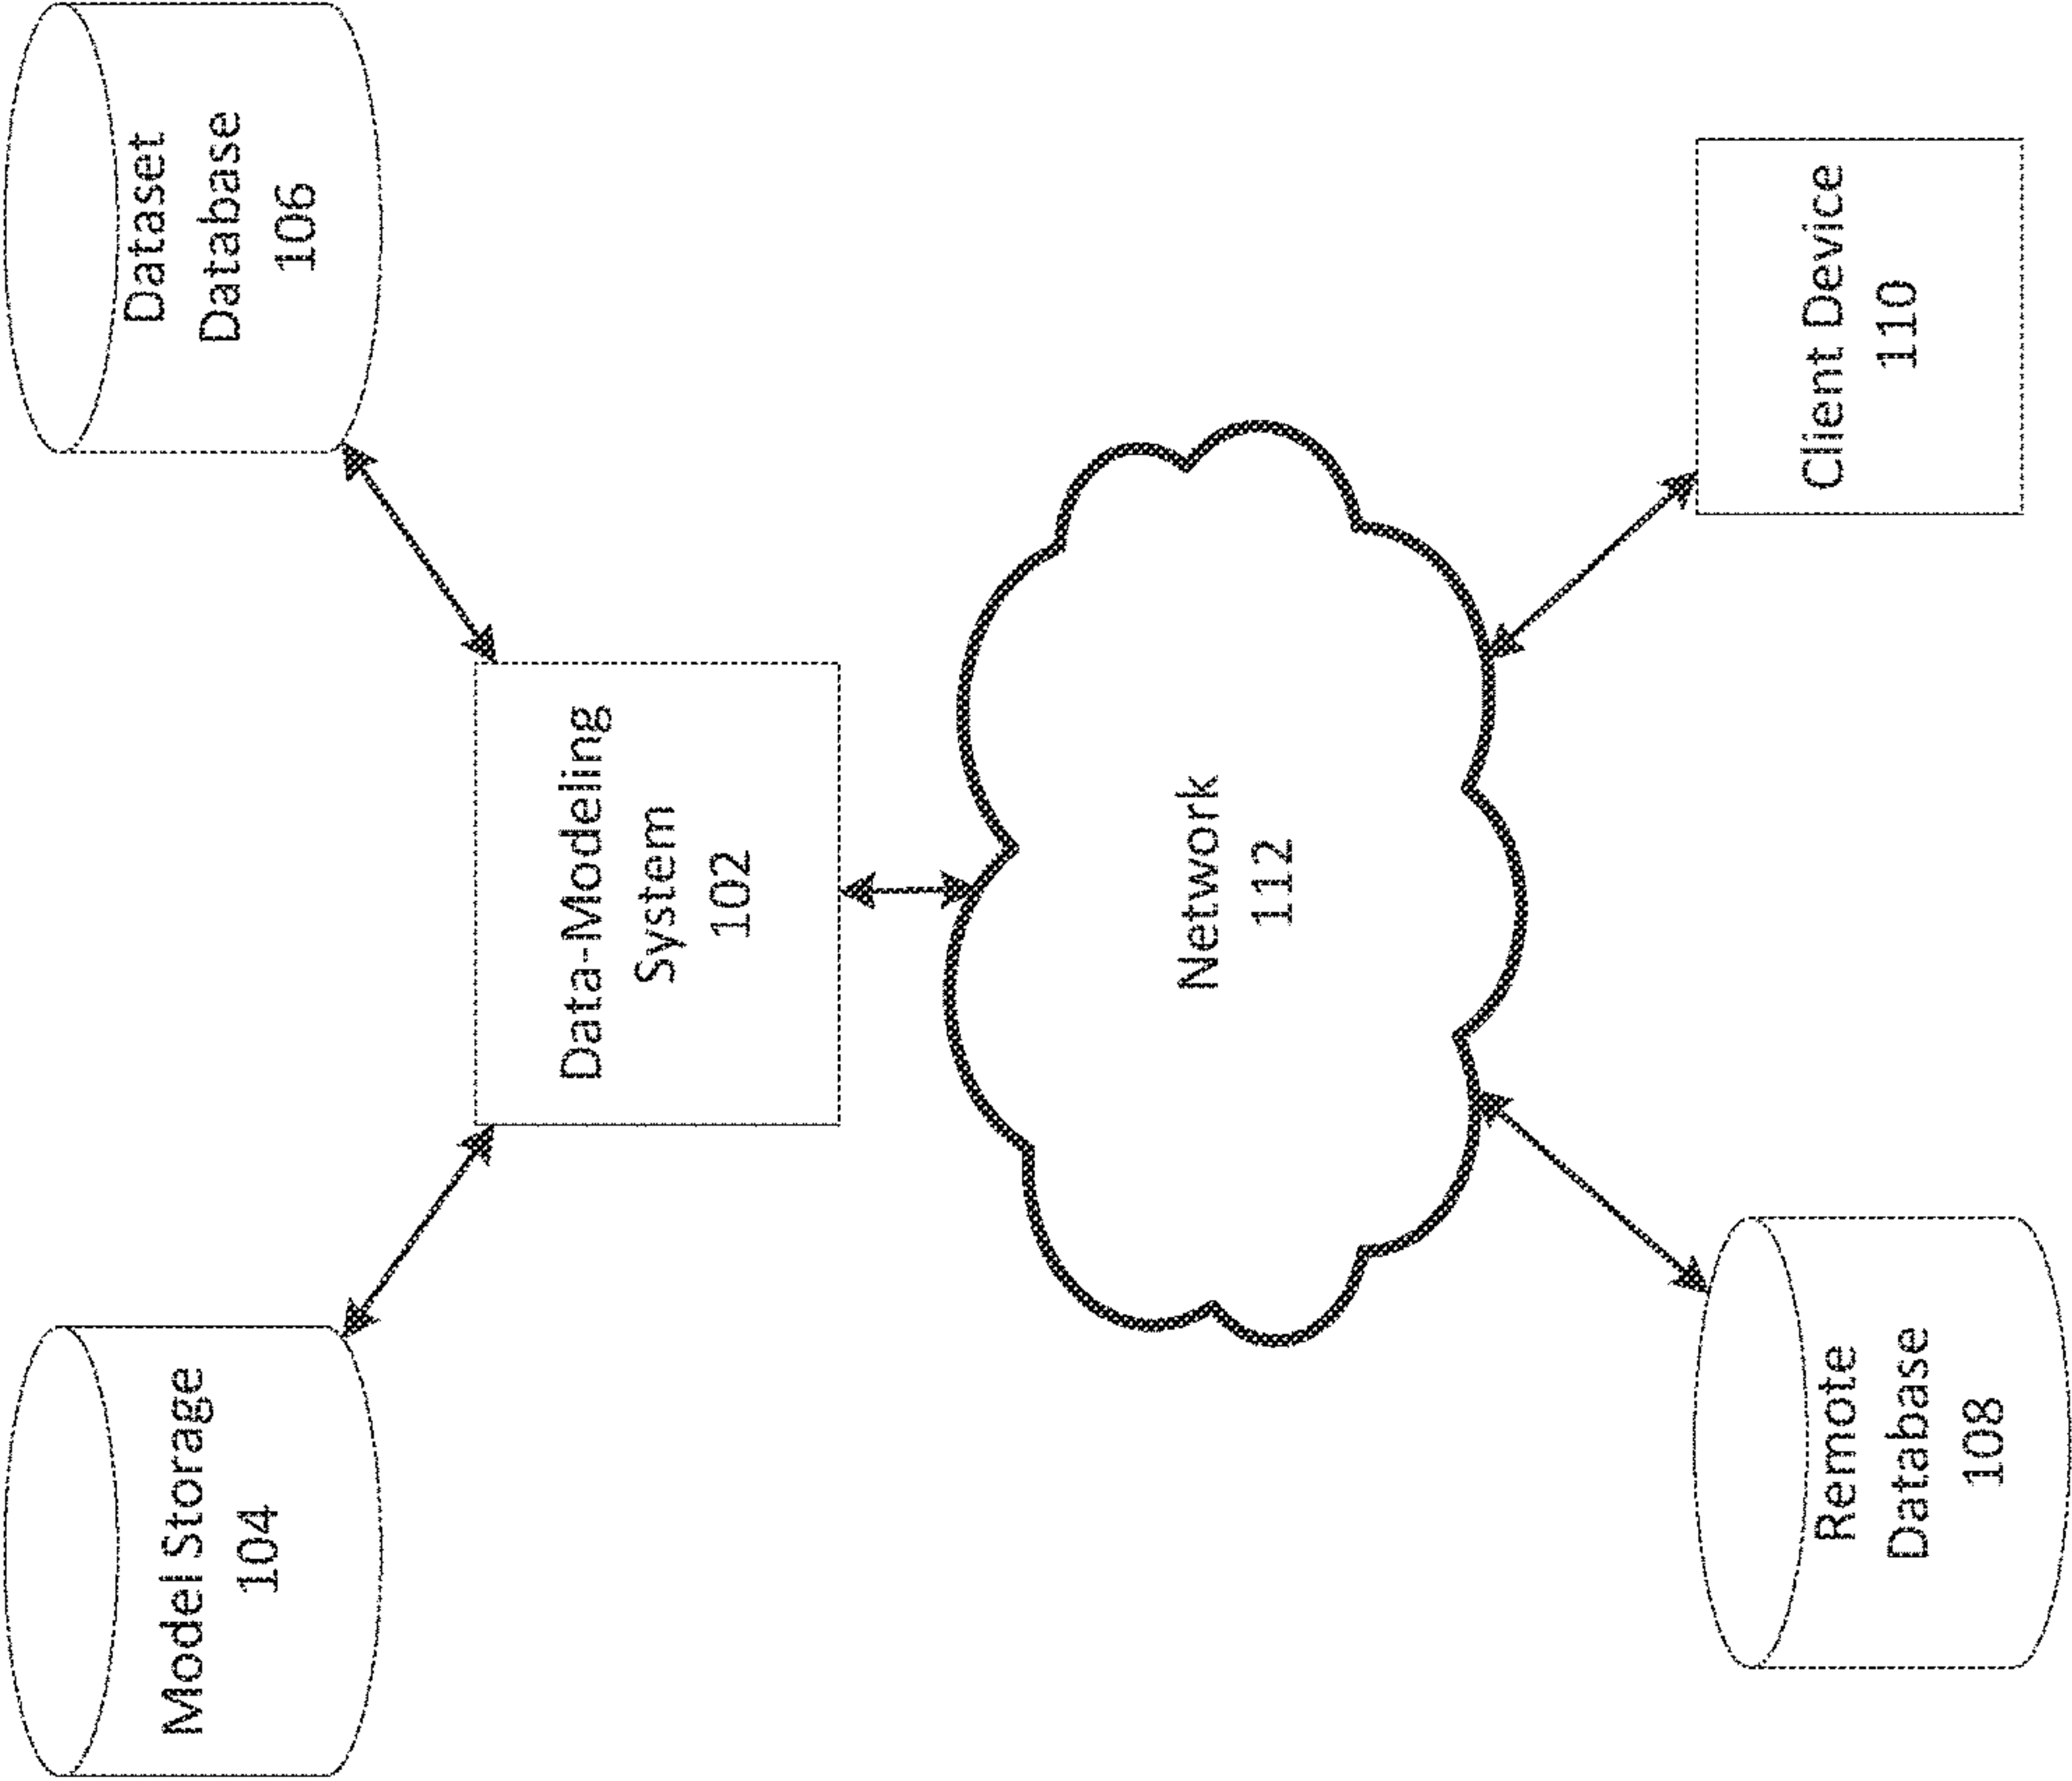 Model Storage
104
Dataset
Database
106
Data-Modeling
System
102
Network
112
Remote
Database
108
Client Device
110